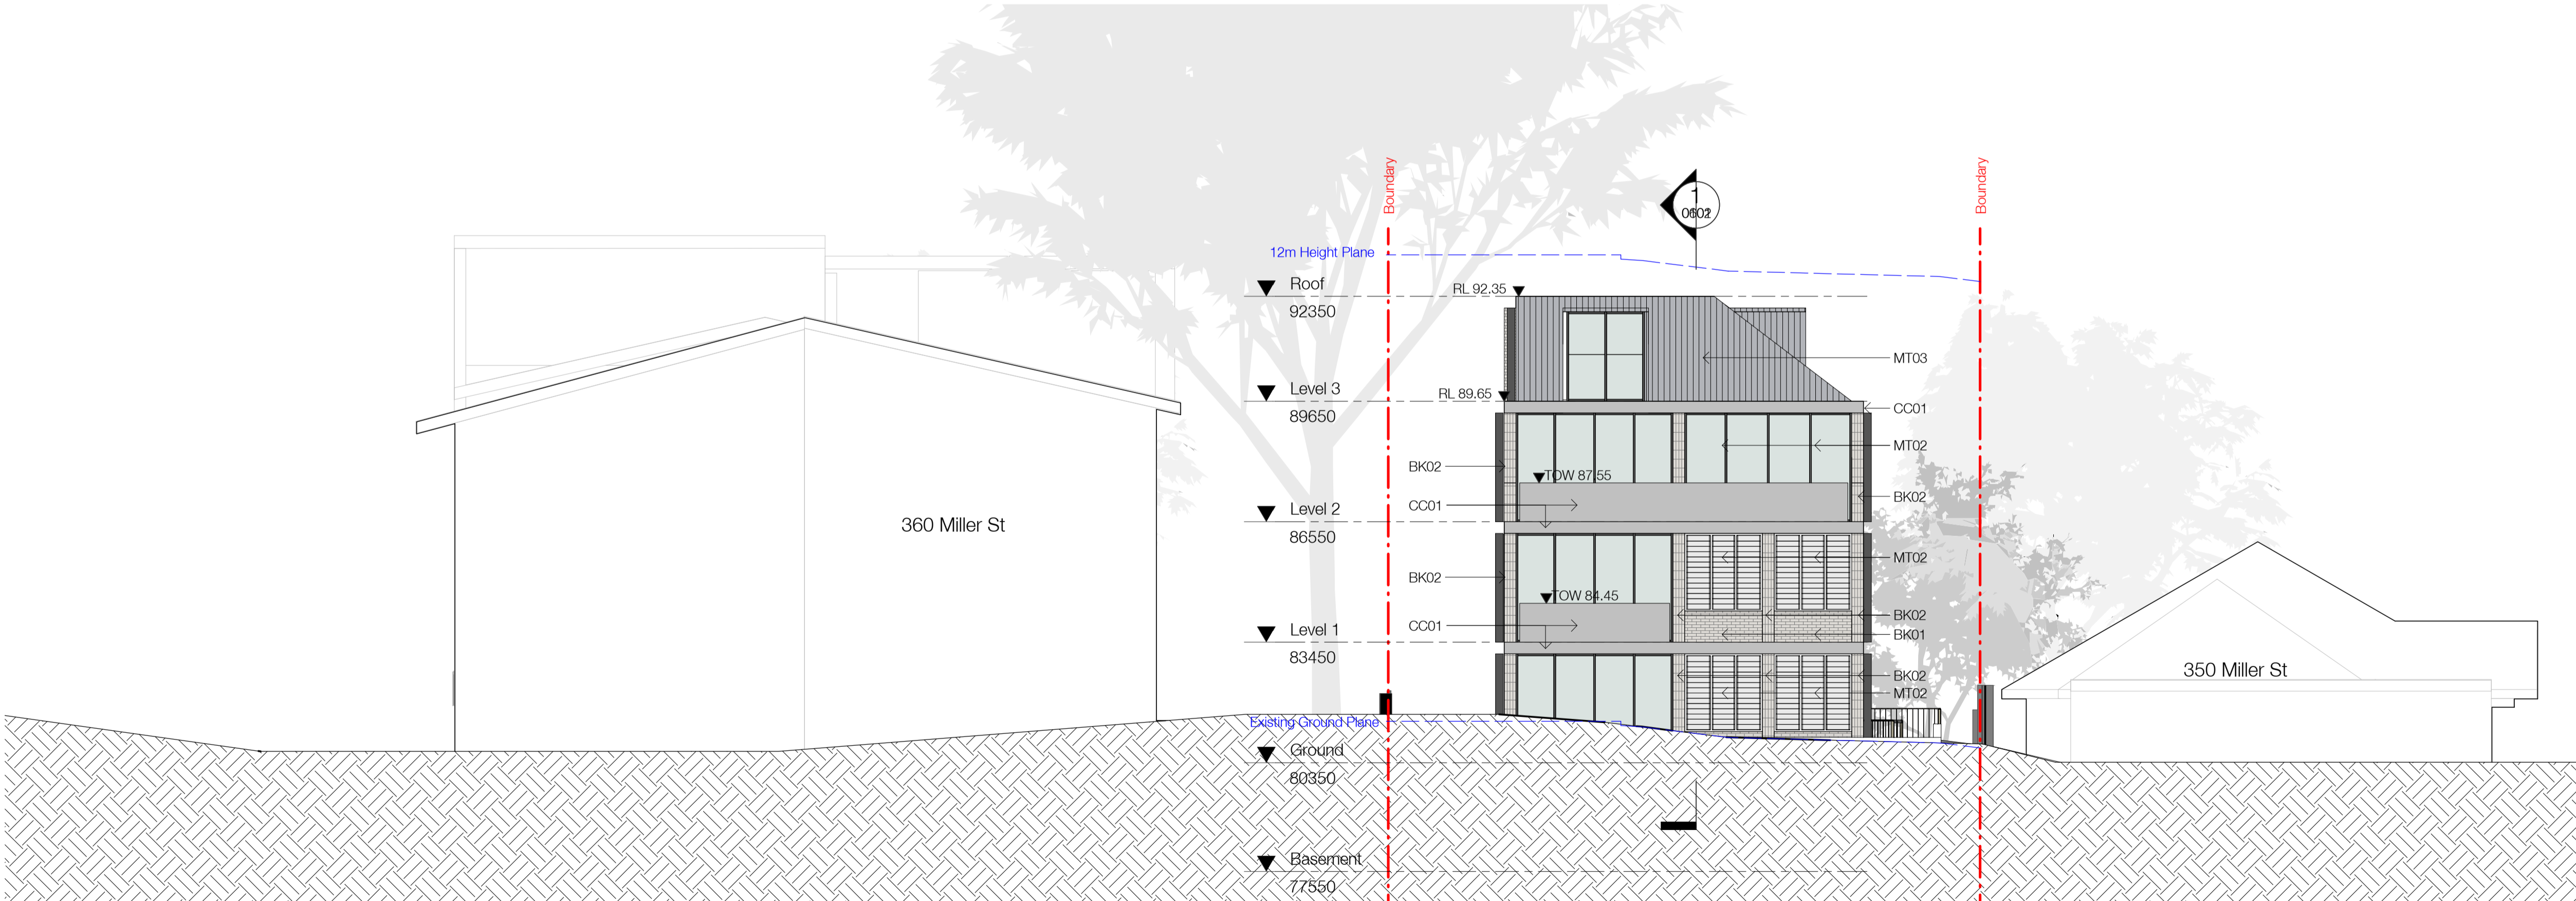 Boundary
Boundary
1
12m Height Plane
Roof
92350
RL 92.35
MT03
Level 3
89650
RL 89.65
CC01
MT02
BK02
TOW 87.55
BK02
CC01
Level 2
86550
360 Miller St
MT02
BK02
TOW 84.45
BK02
CC01
BK01
Level 1
83450
350 Miller St
BK02
MT02
Existing Ground Plane
Ground
80350
Basement
77550